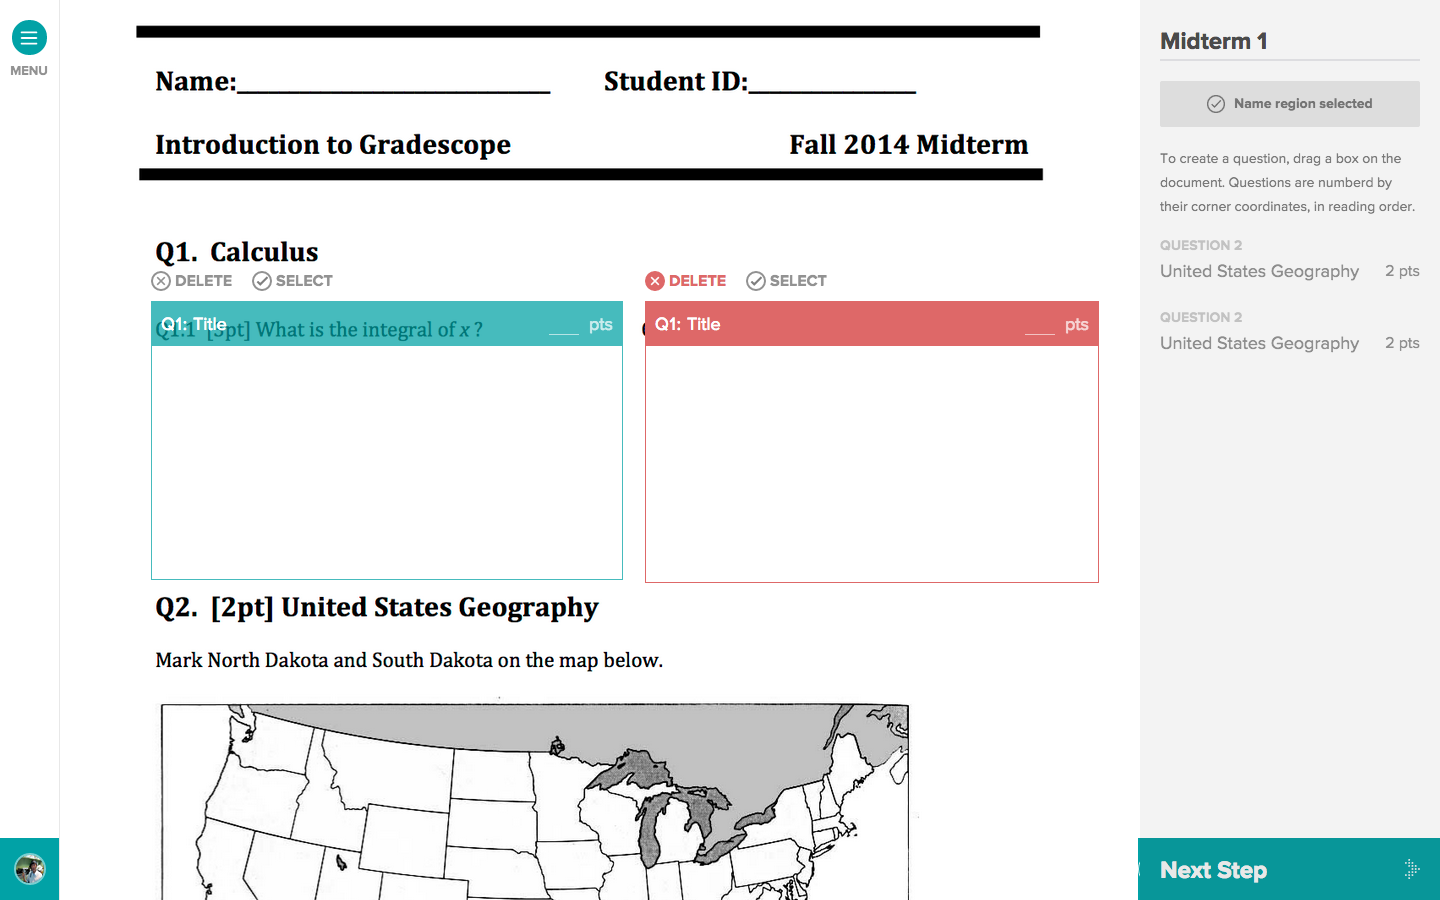 MENU
Name:
Student ID:
Introduction to Gradescope
Fall 2014 Midterm
Q1. Calculus
DELETE SELECT
DELETE SELECT
Q1: Title pts
Q1.1 [3pt] What is the integral of x ?
Q1: Title pts
Q2. [2pt] United States Geography
Mark North Dakota and South Dakota on the map below.
Midterm 1
Name region selected
To create a question, drag a box on the
document. Questions are numberd by
their corner coordinates, in reading order.
QUESTION 2
United States Geography 2 pts
QUESTION 2
United States Geography 2 pts
Next Step